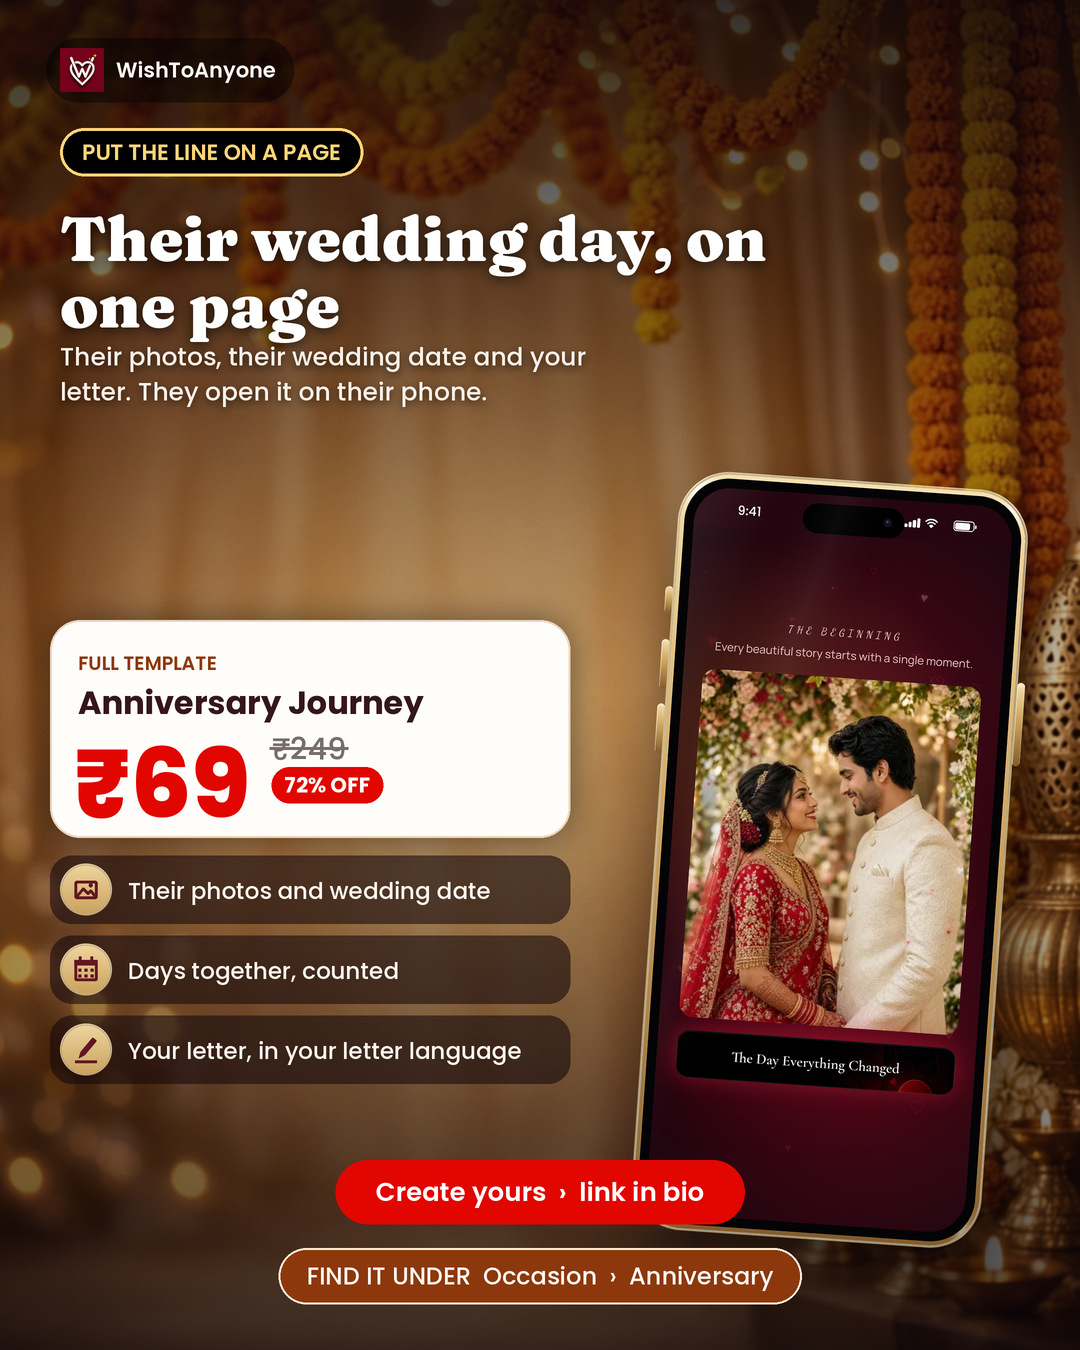 WishToAnyone
PUT THE LINE ON A PAGE
Their wedding day, on
one page
Their photos, their wedding date and your
letter. They open it on their phone.
9:41
THE BEGINNING
Every beautiful story starts with a single moment.
The Day Everything Changed
FULL TEMPLATE
Anniversary Journey
₹69
₹249
72% OFF
Their photos and wedding date
Days together, counted
Your letter, in your letter language
Create yours › link in bio
FIND IT UNDER Occasion › Anniversary